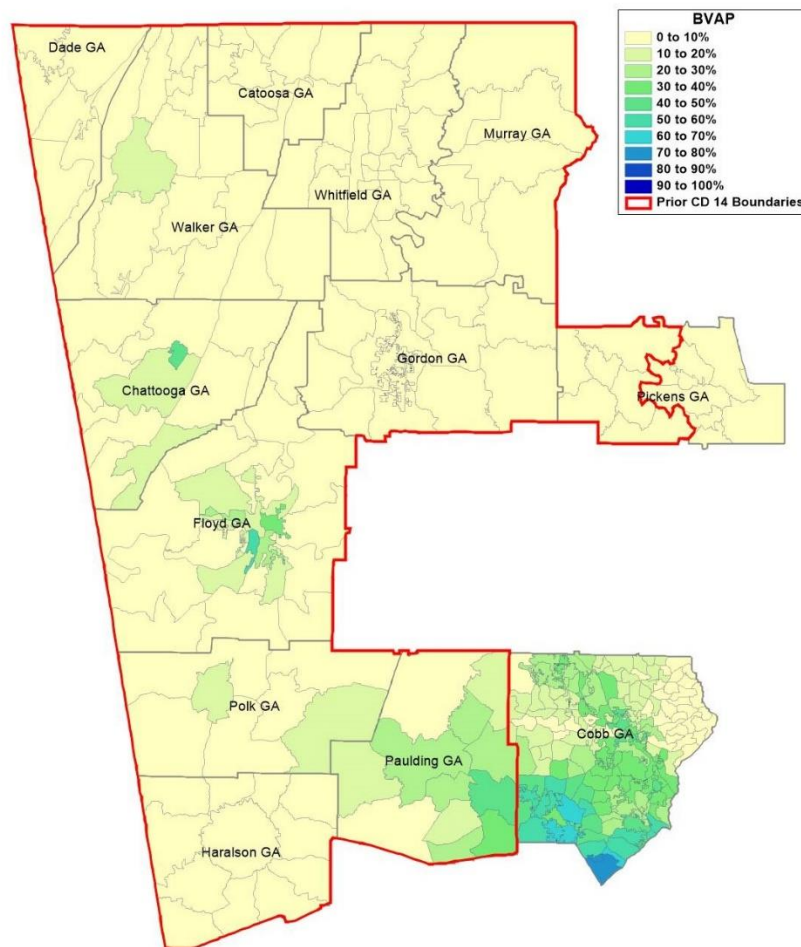 BVAP
0 to 10%
10 to 20%
20 to 30%
30 to 40%
40 to 50%
50 to 60%
60 to 70%
70 to 80%
80 to 90%
90 to 100%
Prior CD 14 Boundaries
Dade GA
Catoosa GA
Murray GA
Whitfield GA
Walker GA
Gordon GA
Chattooga GA
Pickens GA
Floyd GA
Polk GA
Cobb GA
Paulding GA
Haralson GA